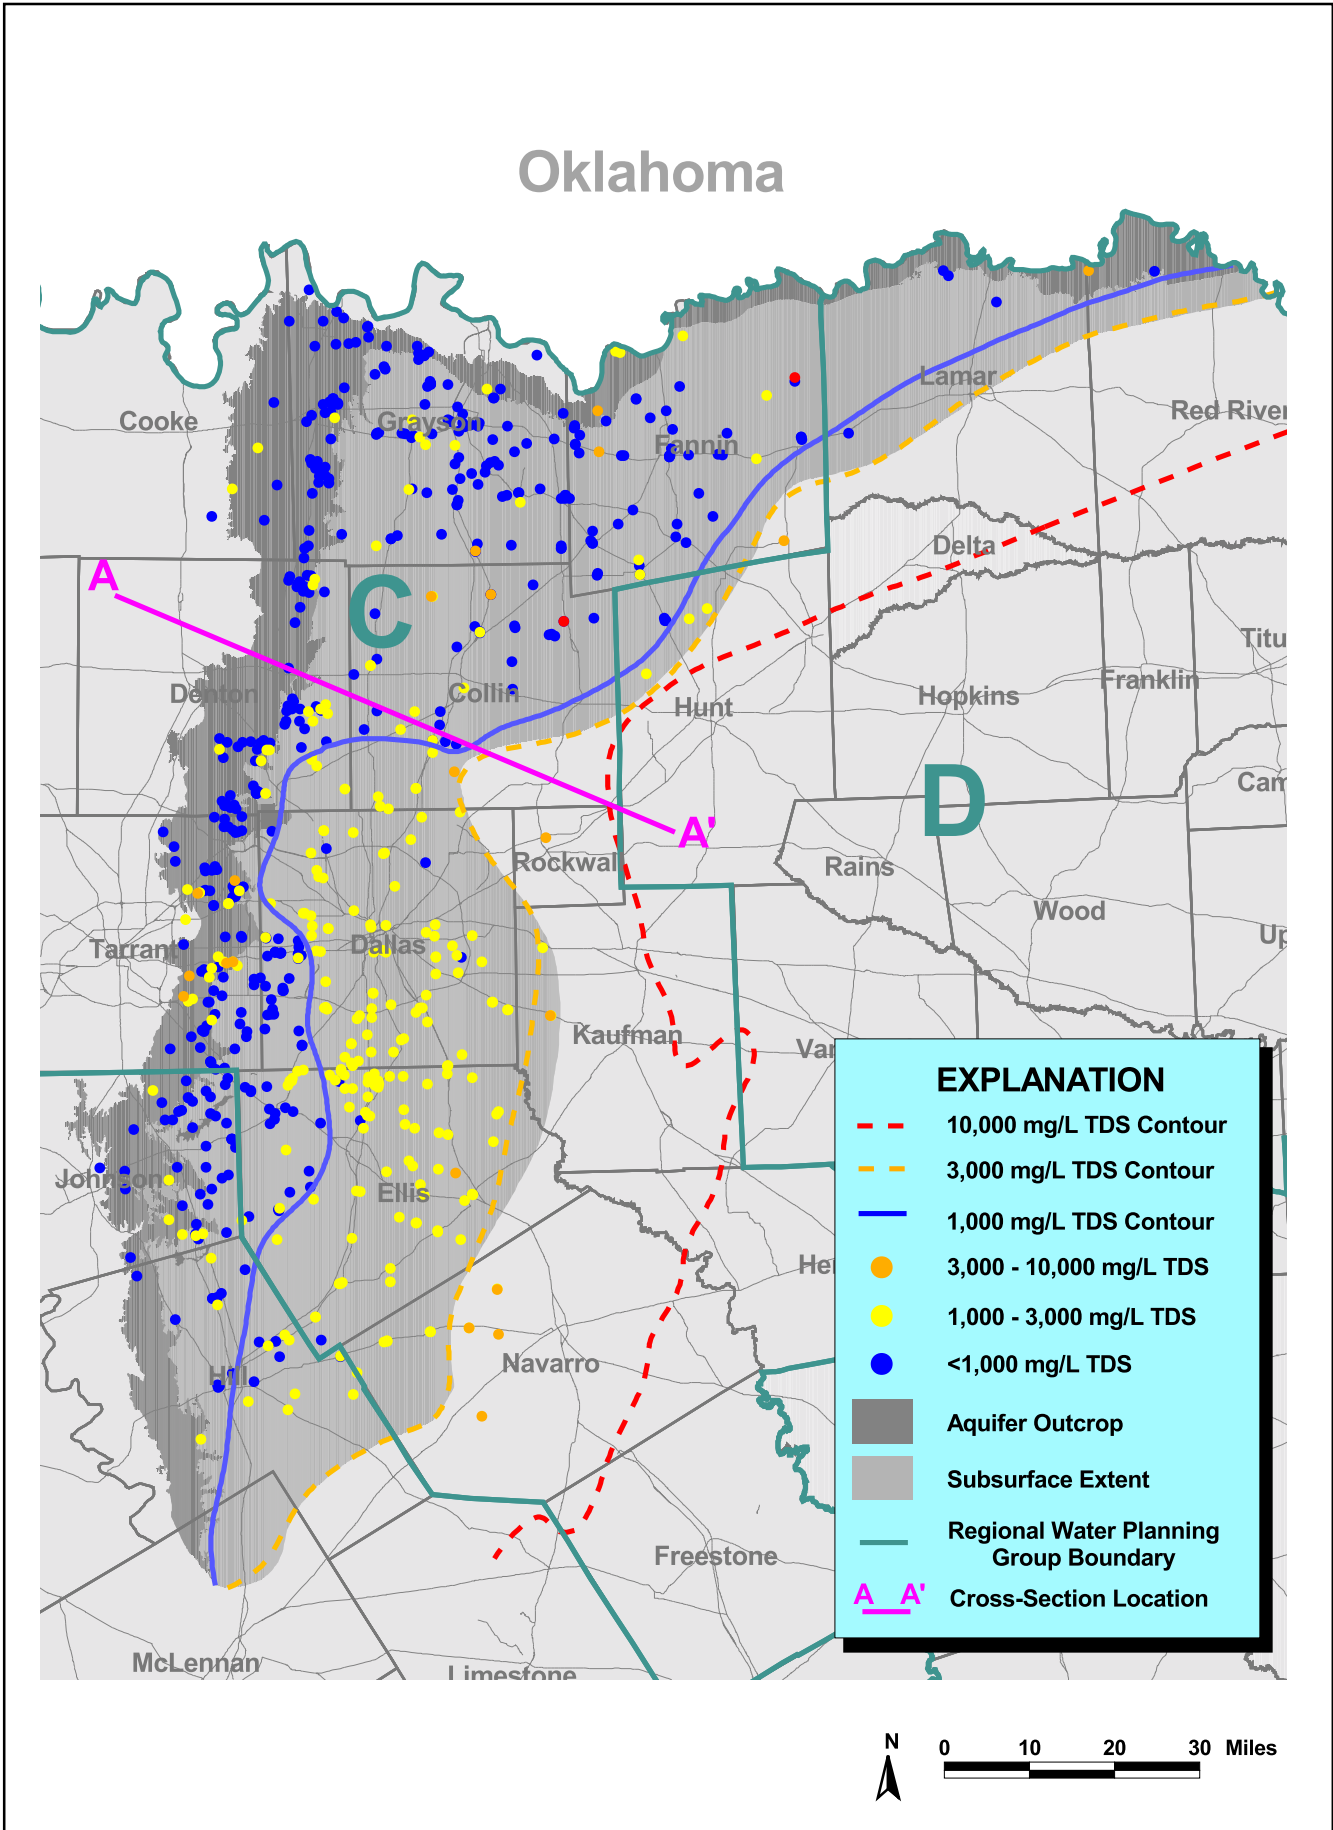 Oklahoma
Cooke
Grayson
Fannin
Lamar
Red River
Delta
A
C
Denton
Collin
Hunt
Hopkins
Franklin
Titu
Cam
D
A'
Rockwal
Rains
Wood
Up
Tarrant
Dallas
Kaufman
Van
Johnson
Ellis
Hill
Navarro
Freestone
McLennan
Limestone
EXPLANATION
10,000 mg/L TDS Contour
3,000 mg/L TDS Contour
1,000 mg/L TDS Contour
3,000 - 10,000 mg/L TDS
1,000 - 3,000 mg/L TDS
<1,000 mg/L TDS
Aquifer Outcrop
Subsurface Extent
Regional Water Planning
Group Boundary
A A' Cross-Section Location
N
0 10 20 30 Miles